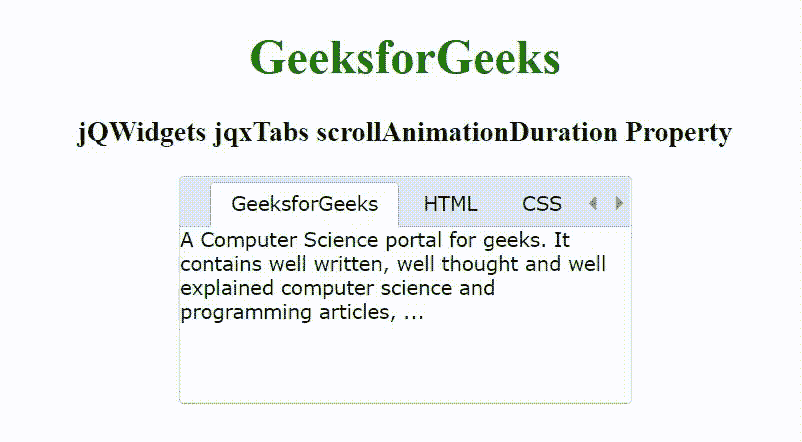 GeeksforGeeks
jQWidgets jqxTabs scrollAnimationDuration Property
GeeksforGeeks HTML CSS
A Computer Science portal for geeks. It
contains well written, well thought and well
explained computer science and
programming articles, ...